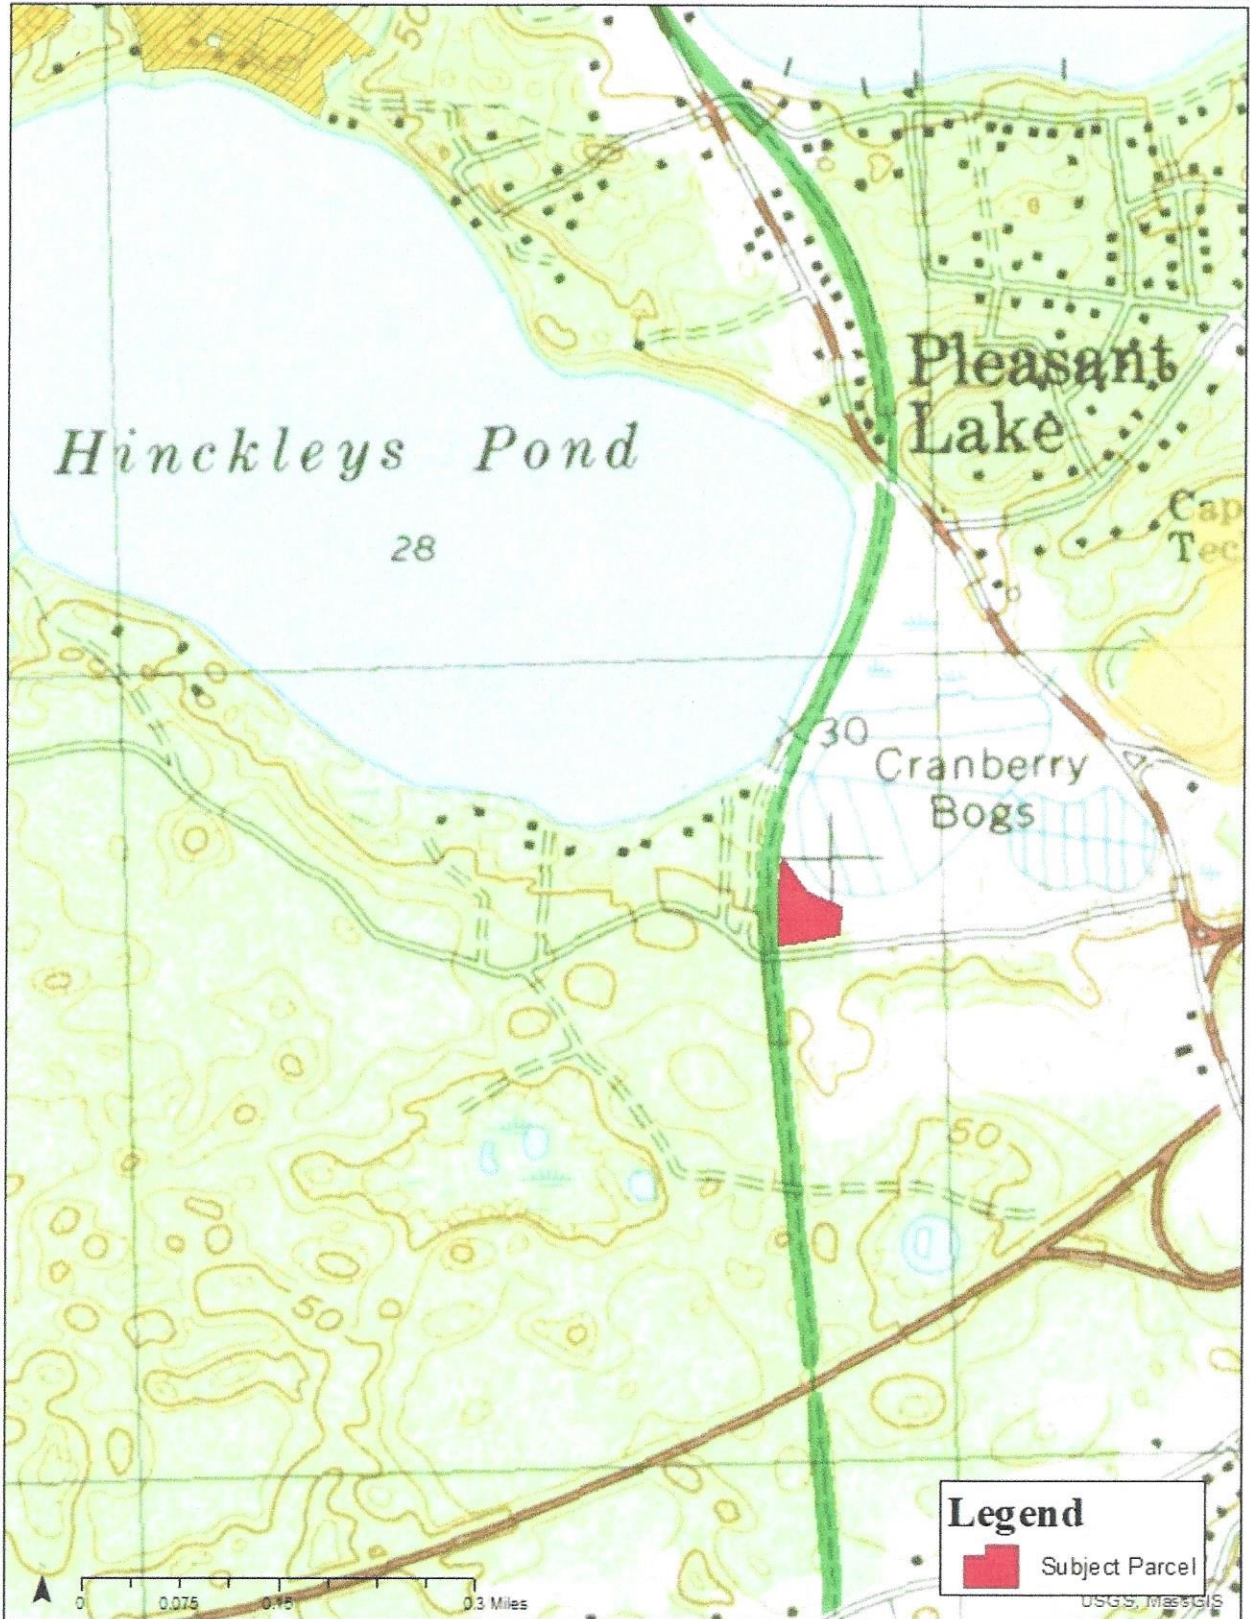 50
Pleasant
Lake
Hinckleys Pond
28
Cap
Tec
30
Cranberry
Bogs
50
50
Legend
Subject Parcel
0 0.075 0.15 0.3 Miles
USGS, MassGIS